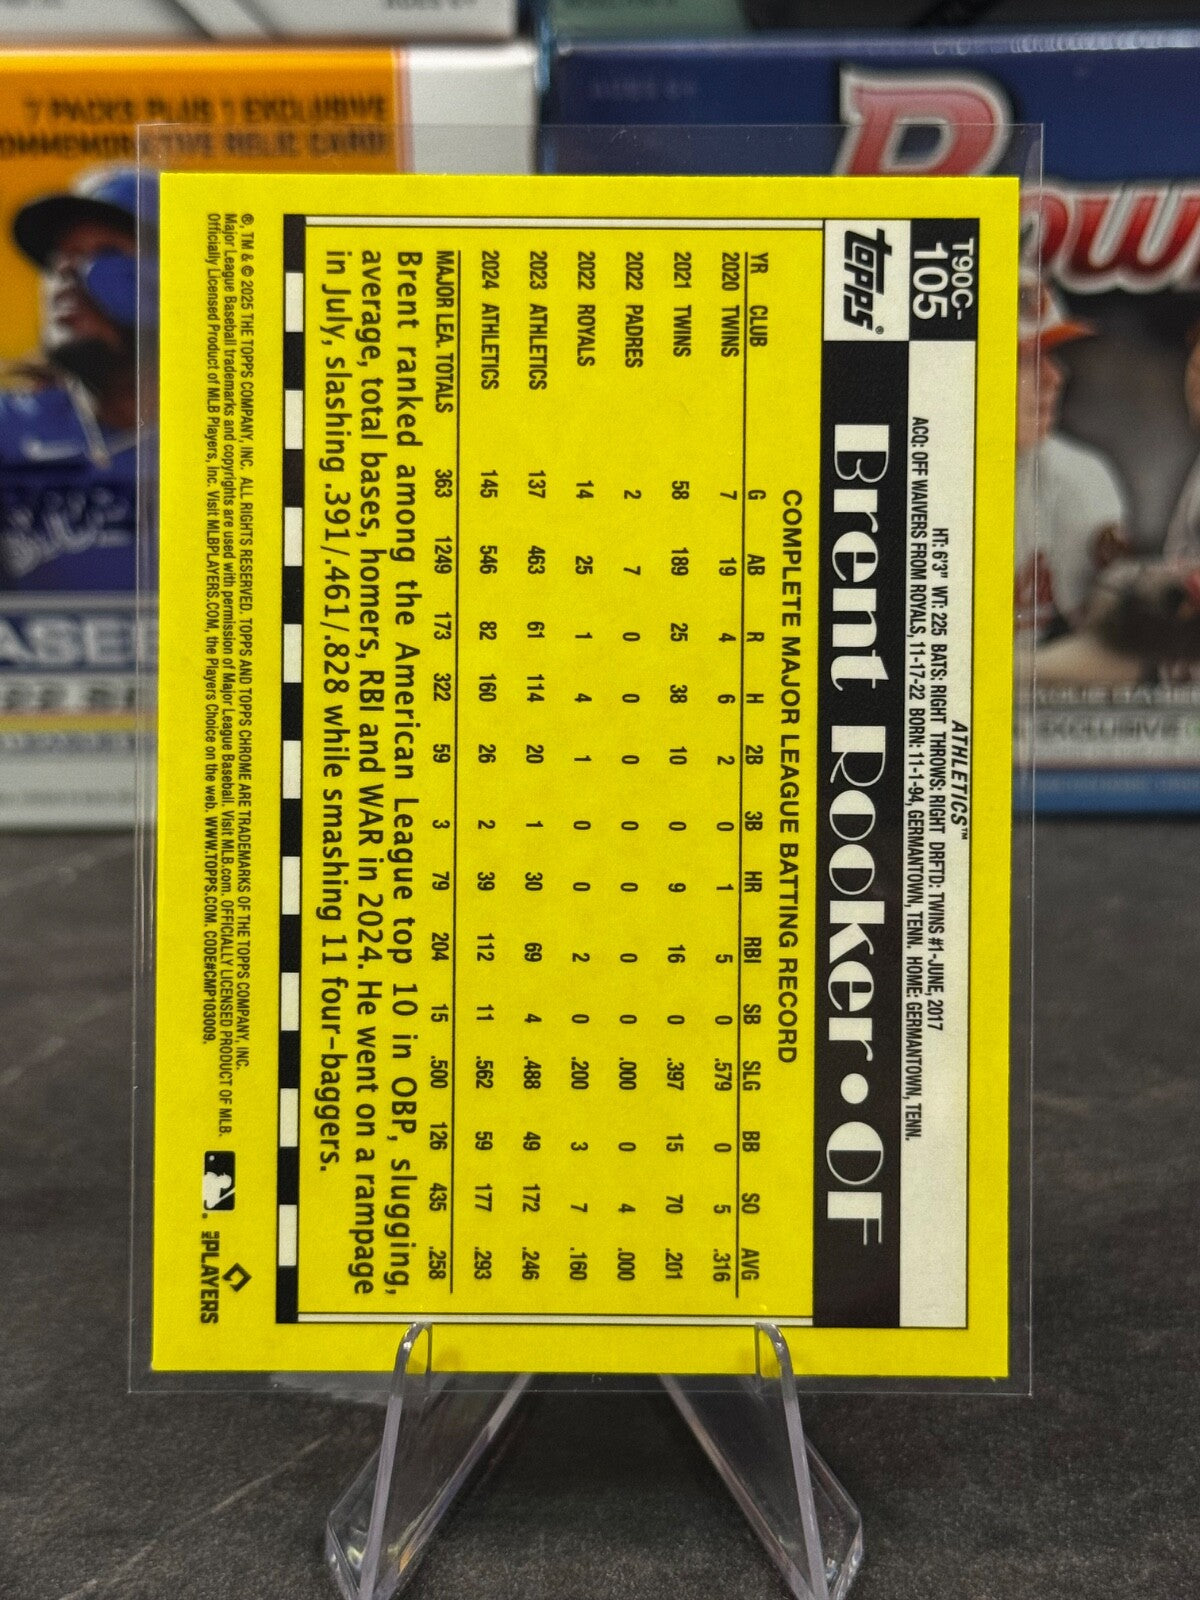 7 PACKS PLUS 1 EXCLUSIVE
COMMEMORATIVE RELIC CARD
T90C-
105
topps®
ATHLETICS™
HT: 6'3" WT: 225 BATS: RIGHT THROWS: RIGHT DRFTD: TWINS #1-JUNE, 2017
ACQ: OFF WAIVERS FROM ROYALS, 11-17-22 BORN: 11-1-94, GERMANTOWN, TENN. HOME: GERMANTOWN, TENN.
Brent Rooker • OF
COMPLETE MAJOR LEAGUE BATTING RECORD
YR CLUB G AB R H 2B 3B HR RBI SB SLG BB SO AVG
2020 TWINS 7 19 4 6 2 0 1 5 0 .579 0 5 .316
2021 TWINS 58 189 25 38 10 0 9 16 0 .397 15 70 .201
2022 PADRES 2 7 0 0 0 0 0 0 0 .000 0 4 .000
2022 ROYALS 14 25 1 4 1 0 0 2 0 .200 3 7 .160
2023 ATHLETICS 137 463 61 114 20 1 30 69 4 .488 49 172 .246
2024 ATHLETICS 145 546 82 160 26 2 39 112 11 .562 59 177 .293
MAJOR LEA. TOTALS 363 1249 173 322 59 3 79 204 15 .500 126 435 .258
Brent ranked among the American League top 10 in OBP, slugging,
average, total bases, homers, RBI and WAR in 2024. He went on a rampage
in July, slashing .391/.461/.828 while smashing 11 four-baggers.
®, TM & © 2025 THE TOPPS COMPANY, INC. ALL RIGHTS RESERVED. TOPPS AND TOPPS CHROME ARE TRADEMARKS OF THE TOPPS COMPANY, INC.
Major League Baseball trademarks and copyrights are used with permission of Major League Baseball. Visit MLB.com. OFFICIALLY LICENSED PRODUCT OF MLB.
Officially Licensed Product of MLB Players, Inc. Visit MLBPLAYERS.COM, the Players Choice on the web. WWW.TOPPS.COM. CODE#CMP103009.
MLB PLAYERS